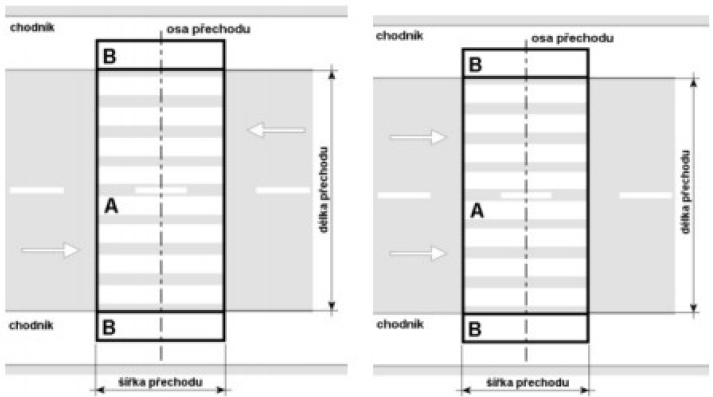 chodník
osa přechodu
B
A
délka přechodu
chodník
B
šířka přechodu
chodník
osa přechodu
B
A
délka přechodu
chodník
B
šířka přechodu